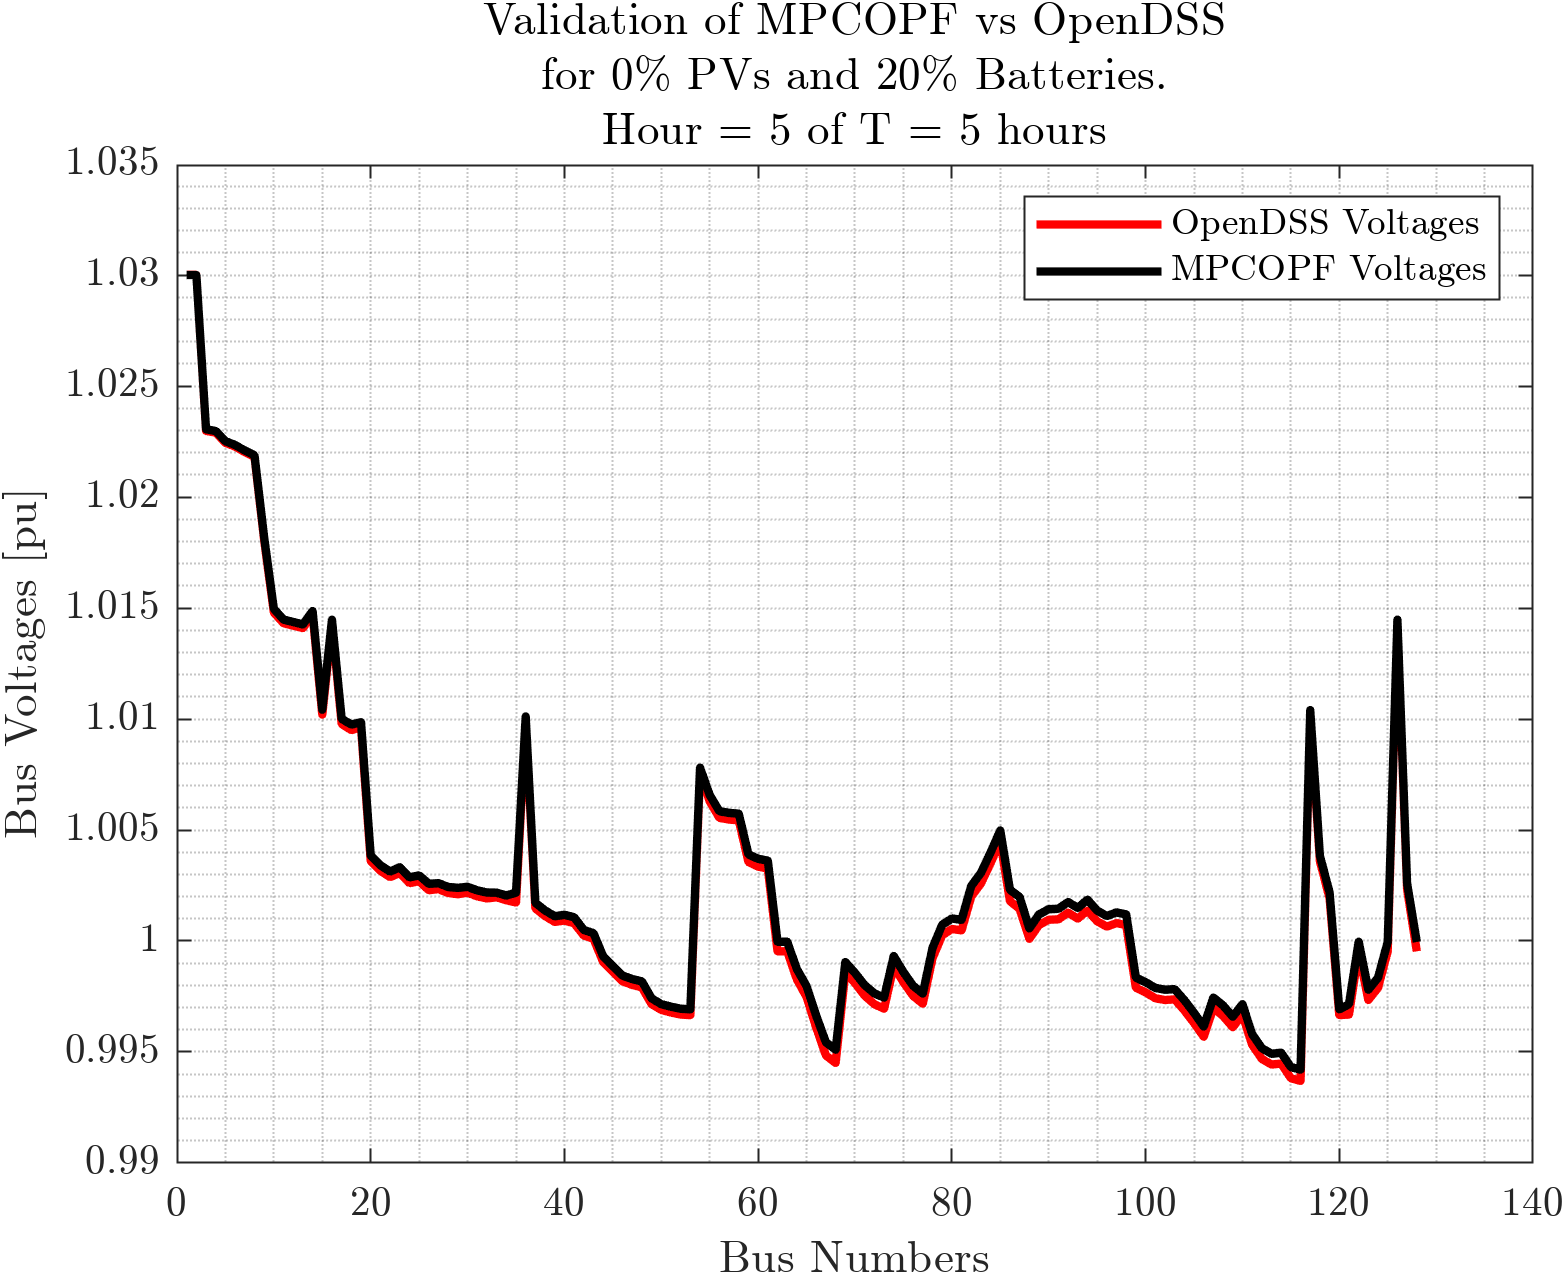 Validation of MPCOPF vs OpenDSS
for 0% PVs and 20% Batteries.
Hour = 5 of T = 5 hours
OpenDSS Voltages
MPCOPF Voltages
Bus Voltages [pu]
1.035
1.03
1.025
1.02
1.015
1.01
1.005
1
0.995
0.99
0 20 40 60 80 100 120 140
Bus Numbers